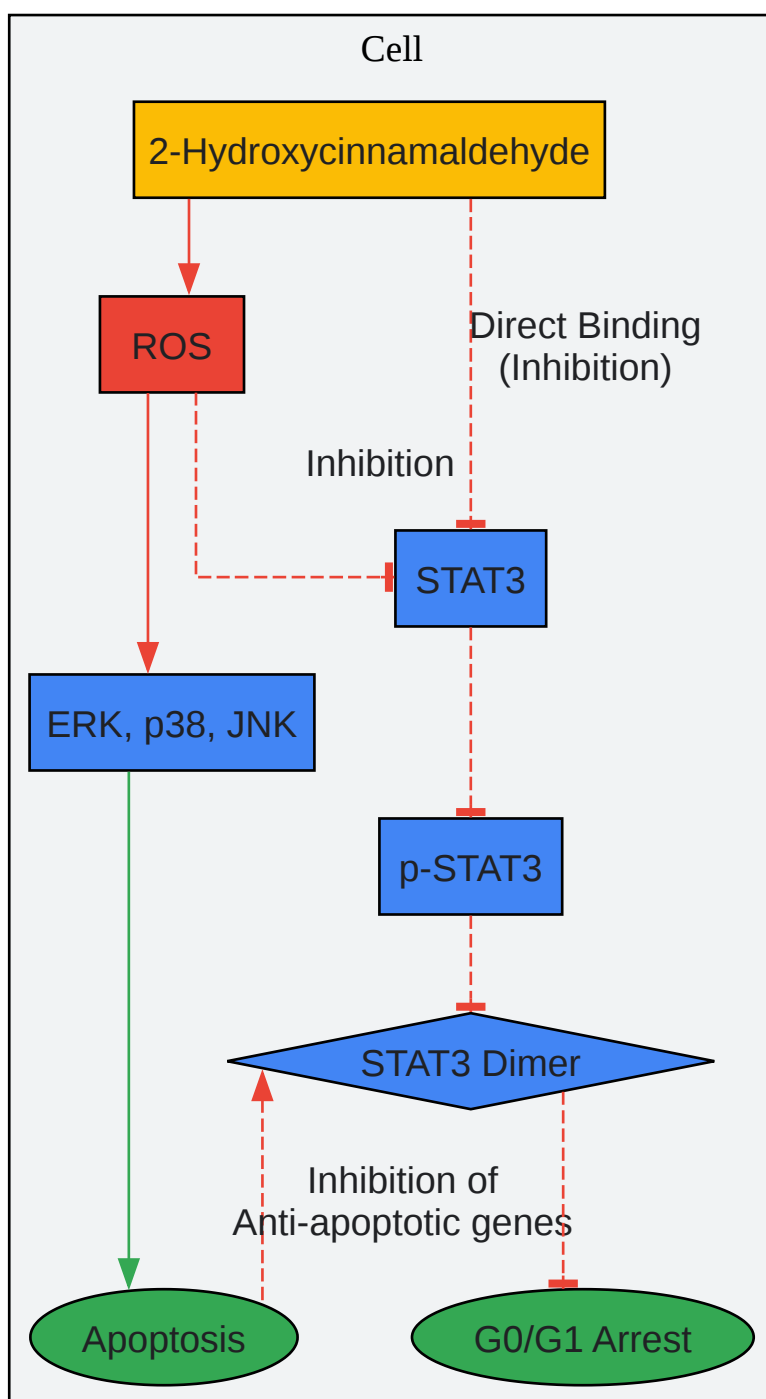 Cell
2-Hydroxycinnamaldehyde
Direct Binding
(Inhibition)
ROS
Inhibition
STAT3
ERK, p38, JNK
p-STAT3
STAT3 Dimer
Inhibition of
Anti-apoptotic genes
Apoptosis
G0/G1 Arrest